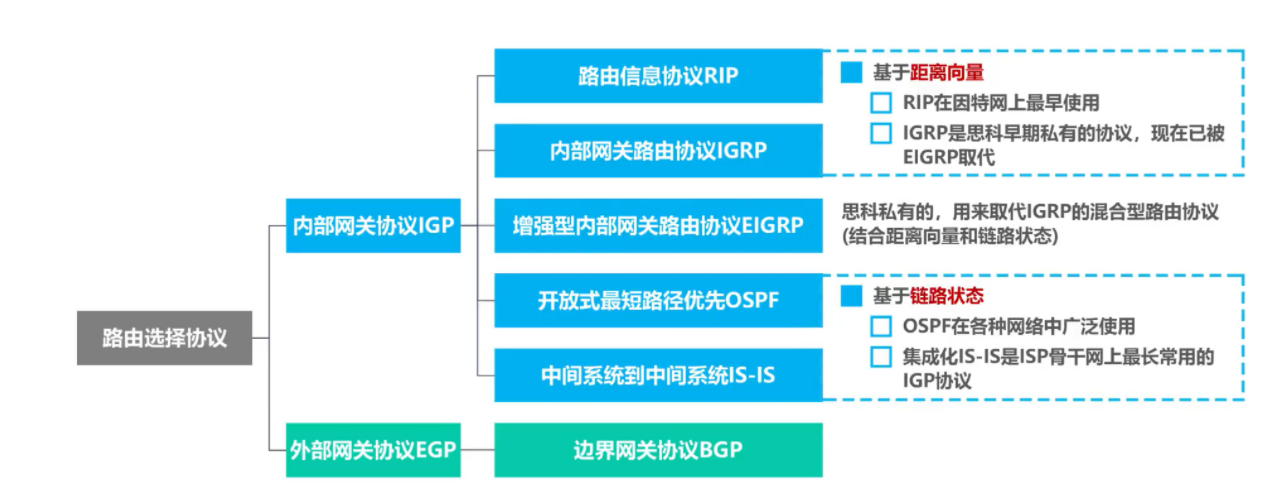 路由信息协议RIP
基于距离向量
RIP在因特网上最早使用
内部网关路由协议IGRP
IGRP是思科早期私有的协议，现在已被
EIGRP取代
内部网关协议IGP
增强型内部网关路由协议EIGRP
思科私有的，用来取代IGRP的混合型路由协议
(结合距离向量和链路状态)
开放式最短路径优先OSPF
基于链路状态
OSPF在各种网络中广泛使用
路由选择协议
集成化IS-IS是ISP骨干网上最长常用的
IGP协议
中间系统到中间系统IS-IS
外部网关协议EGP
边界网关协议BGP